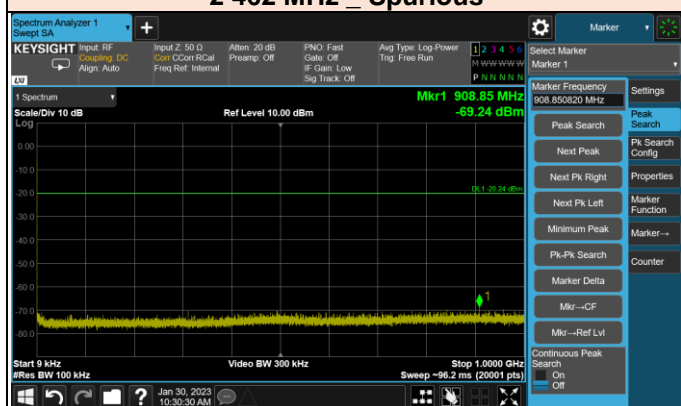 2 402 MHz _ Spurious
Spectrum Analyzer 1
Swept SA
+
Marker
KEYSIGHT
Input: RF
Coupling: DC
Align: Auto
Input Z: 50 Ω
Corr CCorr RCal
Freq Ref: Internal
Atten: 20 dB
Preamp: Off
PNO: Fast
Gate: Off
IF Gain: Low
Sig Track: Off
Avg Type: Log-Power
Trig: Free Run
1 2 3 4 5 6
M W W W W W
P N N N N N
LXI
Select Marker
Marker 1
1 Spectrum
Mkr1 908.85 MHz
-69.24 dBm
Scale/Div 10 dB
Ref Level 10.00 dBm
Log
0.00
-10.0
-20.0
-30.0
-40.0
-50.0
-60.0
-70.0
-80.0
DL1 -20.24 dBm
1
Start 9 kHz
#Res BW 100 kHz
Video BW 300 kHz
Stop 1.0000 GHz
Sweep ~96.2 ms (20001 pts)
Marker Frequency
908.850820 MHz
Peak Search
Next Peak
Next Pk Right
Next Pk Left
Minimum Peak
Pk-Pk Search
Marker Delta
Mkr→CF
Mkr→Ref Lvl
Continuous Peak
Search
On
Off
Settings
Peak
Search
Pk Search
Config
Properties
Marker
Function
Marker→
Counter
?
Jan 30, 2023
10:30:30 AM